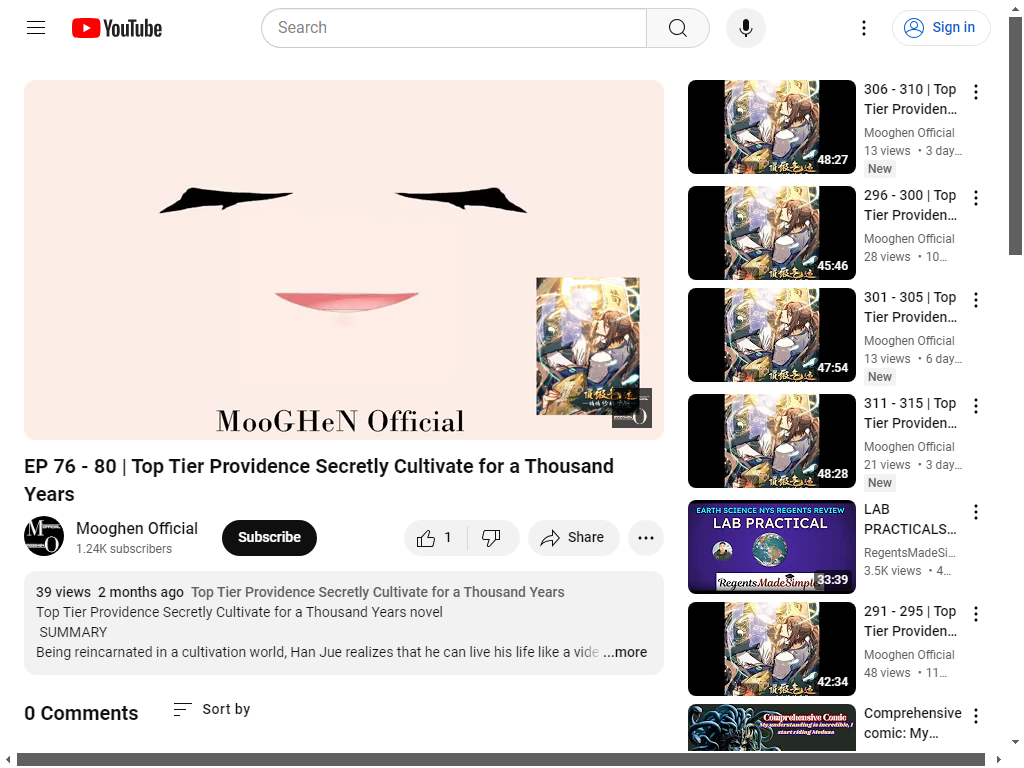 YouTube
Search
Sign in
MooGHeN Official
EP 76 - 80 | Top Tier Providence Secretly Cultivate for a Thousand
Years
Mooghen Official
1.24K subscribers
Subscribe
1
Share
39 views 2 months ago Top Tier Providence Secretly Cultivate for a Thousand Years
Top Tier Providence Secretly Cultivate for a Thousand Years novel
SUMMARY
Being reincarnated in a cultivation world, Han Jue realizes that he can live his life like a vide ...more
0 Comments
Sort by
48:27
306 - 310 | Top
Tier Providen...
Mooghen Official
13 views • 3 day...
New
45:46
296 - 300 | Top
Tier Providen...
Mooghen Official
28 views • 10...
47:54
301 - 305 | Top
Tier Providen...
Mooghen Official
13 views • 6 day...
New
48:28
311 - 315 | Top
Tier Providen...
Mooghen Official
21 views • 3 day...
New
EARTH SCIENCE NYS REGENTS REVIEW
LAB PRACTICAL
RegentsMadeSimple
33:39
LAB
PRACTICALS...
RegentsMadeSi...
3.5K views • 4...
42:34
291 - 295 | Top
Tier Providen...
Mooghen Official
48 views • 11...
Comprehensive Comic
My understanding is incredible, I
start riding Medusa
Comprehensive
comic: My...